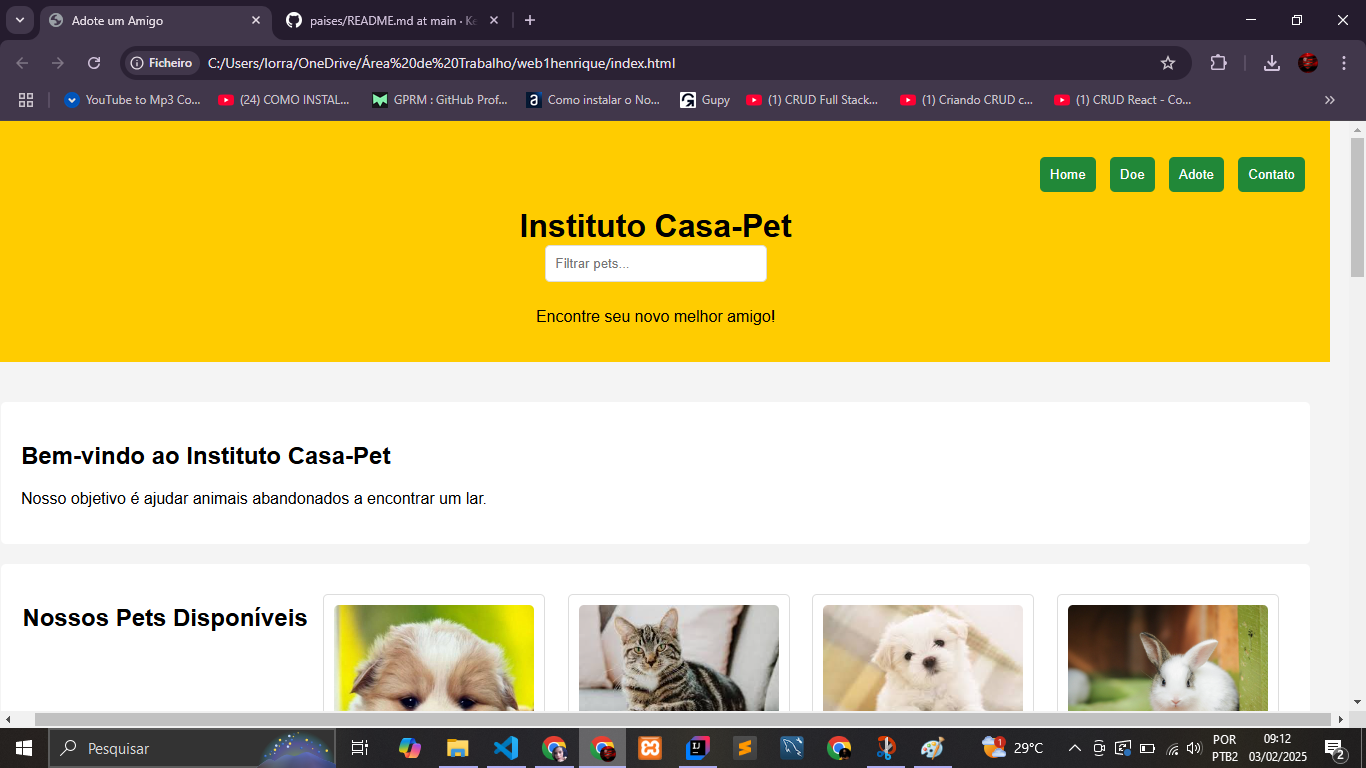 Adote um Amigo
paises/README.md at main · Ke
Ficheiro
C:/Users/lorra/OneDrive/Área%20de%20Trabalho/web1henrique/index.html
YouTube to Mp3 Co...
(24) COMO INSTAL...
GPRM : GitHub Prof...
Como instalar o No...
Gupy
(1) CRUD Full Stack...
(1) Criando CRUD c...
(1) CRUD React - Co...
Home
Doe
Adote
Contato
Instituto Casa-Pet
Filtrar pets...
Encontre seu novo melhor amigo!
Bem-vindo ao Instituto Casa-Pet
Nosso objetivo é ajudar animais abandonados a encontrar um lar.
Nossos Pets Disponíveis
Pesquisar
29°C
POR
PTB2
09:12
03/02/2025
2